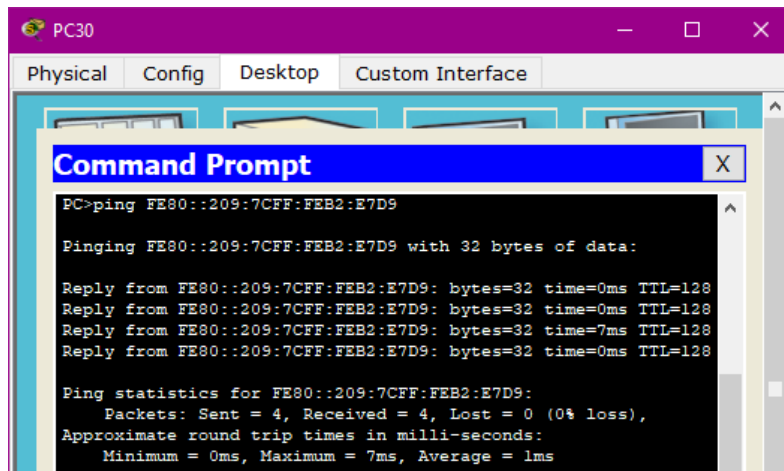 PC30
Physical Config Desktop Custom Interface
Command Prompt
X
PC>ping FE80::209:7CFF:FEB2:E7D9
Pinging FE80::209:7CFF:FEB2:E7D9 with 32 bytes of data:
Reply from FE80::209:7CFF:FEB2:E7D9: bytes=32 time=0ms TTL=128
Reply from FE80::209:7CFF:FEB2:E7D9: bytes=32 time=0ms TTL=128
Reply from FE80::209:7CFF:FEB2:E7D9: bytes=32 time=7ms TTL=128
Reply from FE80::209:7CFF:FEB2:E7D9: bytes=32 time=0ms TTL=128
Ping statistics for FE80::209:7CFF:FEB2:E7D9:
Packets: Sent = 4, Received = 4, Lost = 0 (0% loss),
Approximate round trip times in milli-seconds:
Minimum = 0ms, Maximum = 7ms, Average = 1ms